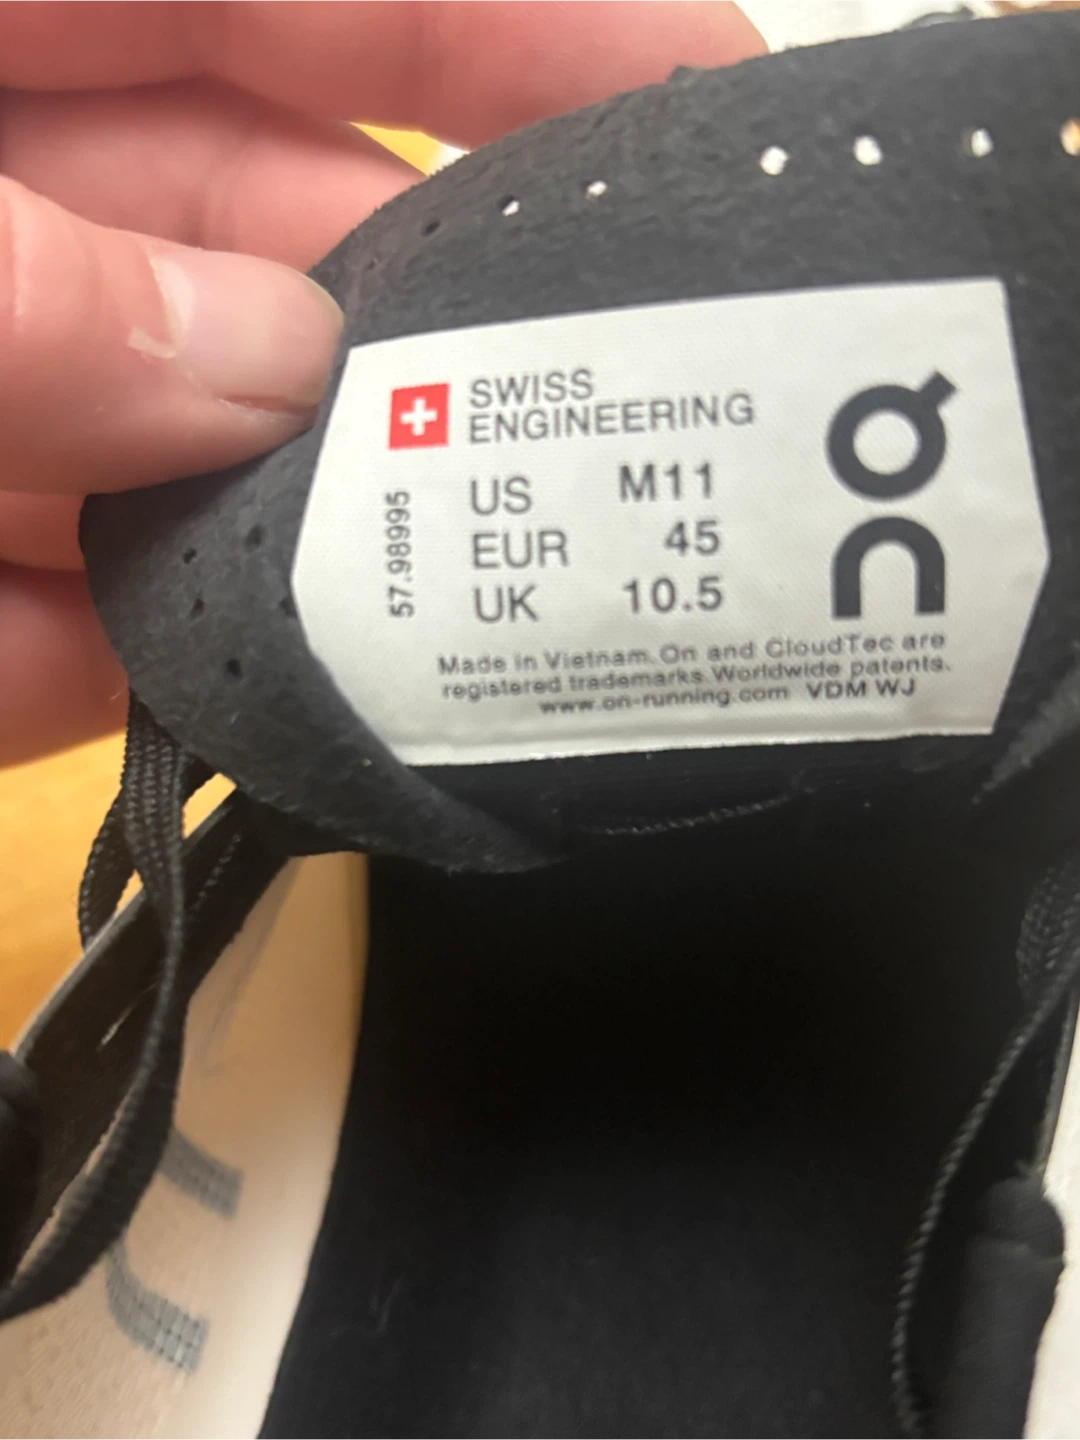 SWISS
ENGINEERING
US M11
EUR 45
UK 10.5
57.98995
Made in Vietnam. On and CloudTec are
registered trademarks. Worldwide patents.
www.on-running.com VDM WJ
On